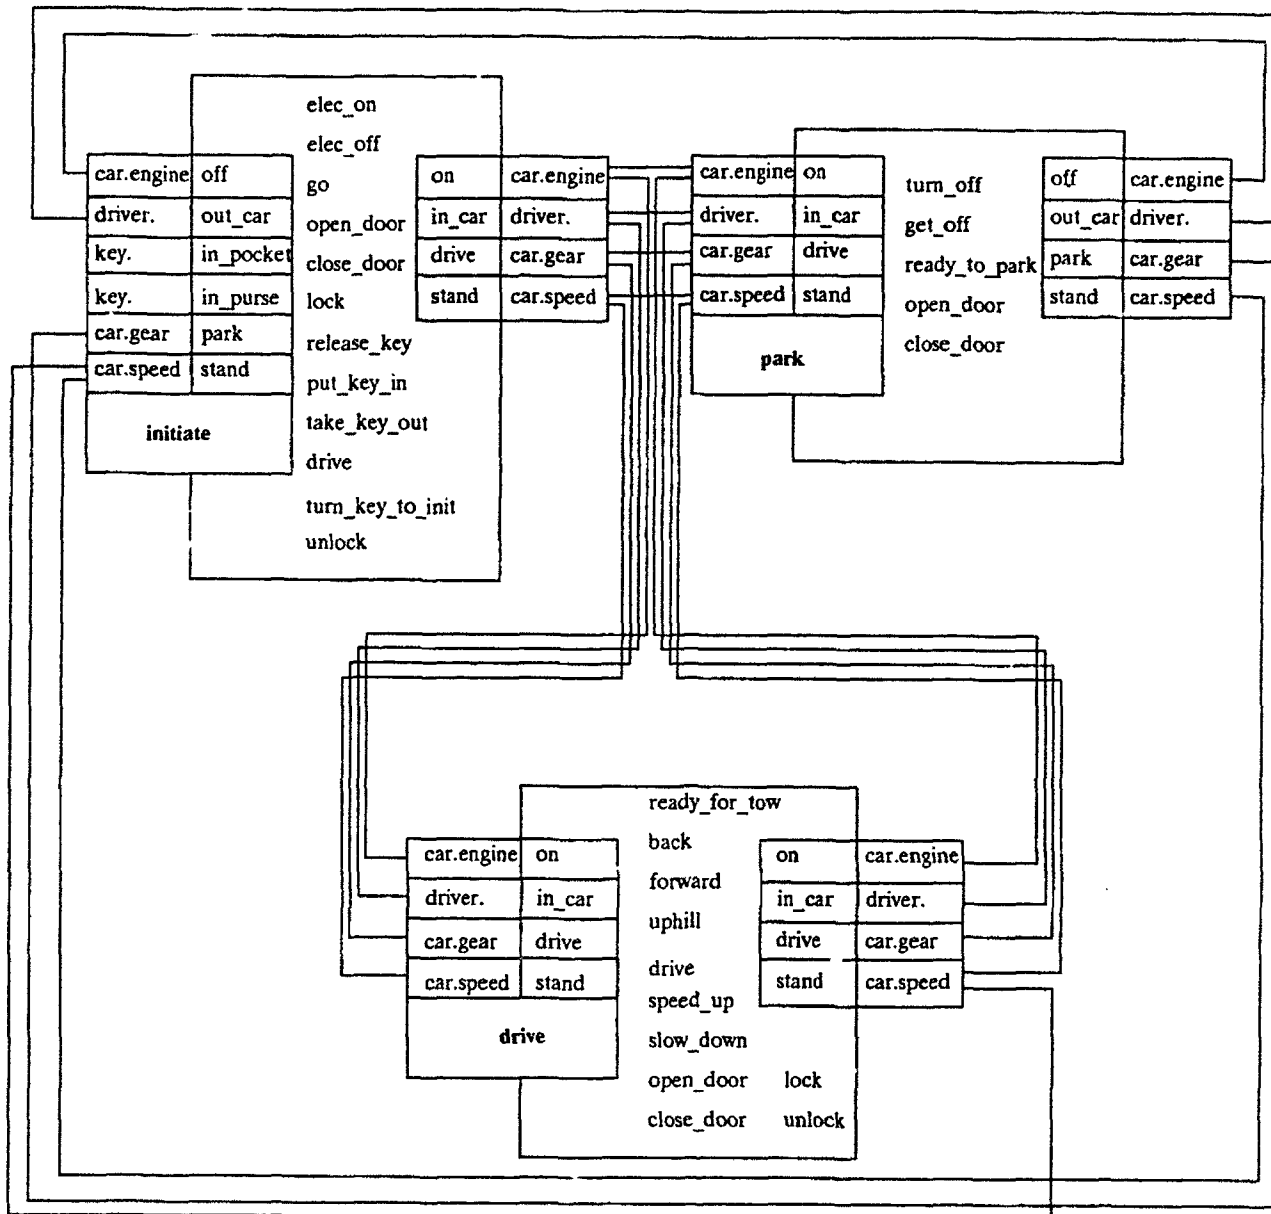 elec_on
elec_off
car.engine off
go
on car.engine
driver. out_car
open_door
in_car driver.
key. in_pocket
close_door
drive car.gear
key. in_purse
lock
stand car.speed
car.gear park
release_key
car.speed stand
put_key_in
initiate
take_key_out
drive
turn_key_to_init
unlock
car.engine on
turn_off
off car.engine
driver. in_car
get_off
out_car driver.
car.gear drive
ready_to_park
park car.gear
car.speed stand
open_door
stand car.speed
park
close_door
ready_for_tow
car.engine on
back
on car.engine
driver. in_car
forward
in_car driver.
uphill
car.gear drive
drive car.gear
drive
car.speed stand
stand car.speed
speed_up
drive
slow_down
open_door lock
close_door unlock